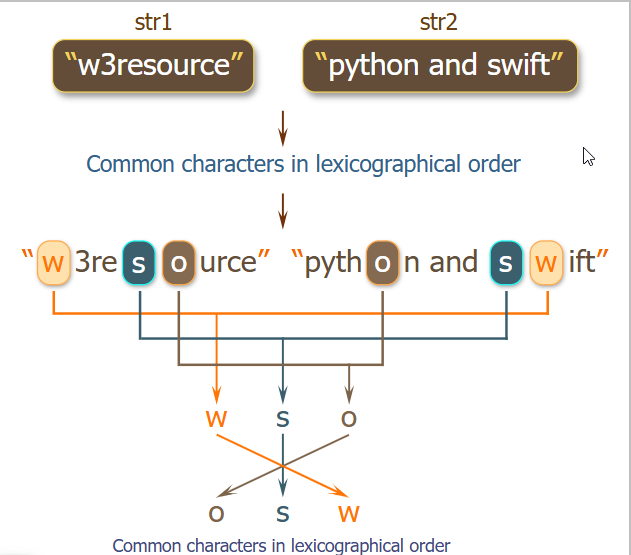 str1 str2
“w3resource” “python and swift”
Common characters in lexicographical order
“w3resource” “python and swift”
w s o
o s w
Common characters in lexicographical order